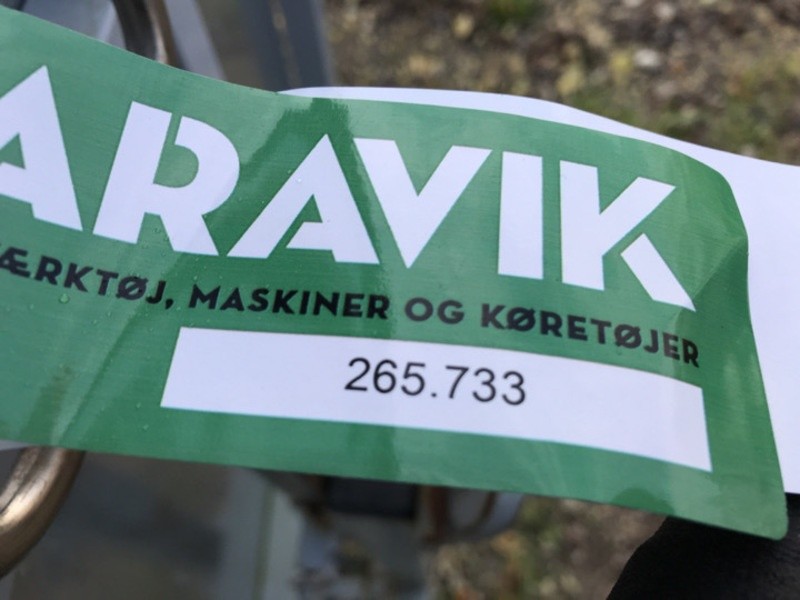 ARAVIK
ÆRKTØJ, MASKINER OG KØRETØJER
265.733